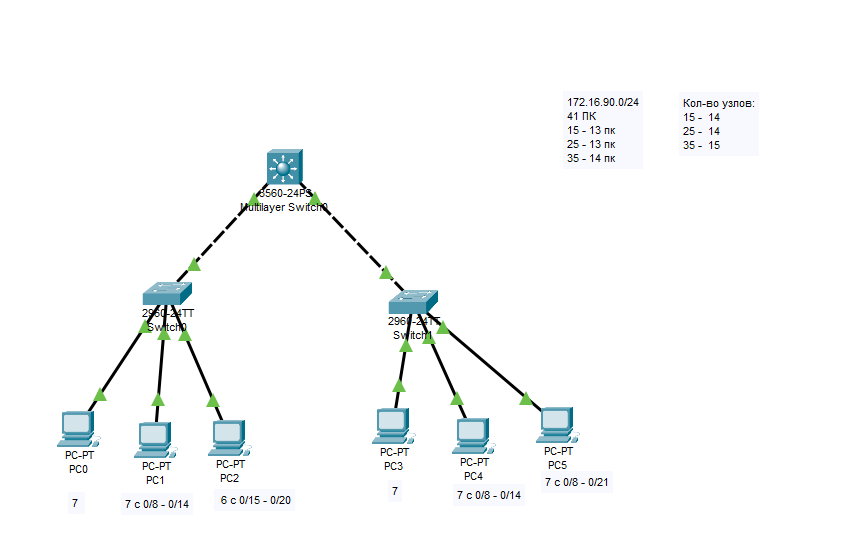 172.16.90.0/24
41 ПК
15 - 13 пк
25 - 13 пк
35 - 14 пк
Кол-во узлов:
15 - 14
25 - 14
35 - 15
3560-24PS
Multilayer Switch0
2960-24TT
Switch0
2960-24TT
Switch1
PC-PT
PC0
PC-PT
PC1
PC-PT
PC2
PC-PT
PC3
PC-PT
PC4
PC-PT
PC5
7
7 с 0/8 - 0/14
6 с 0/15 - 0/20
7
7 с 0/8 - 0/14
7 с 0/8 - 0/21